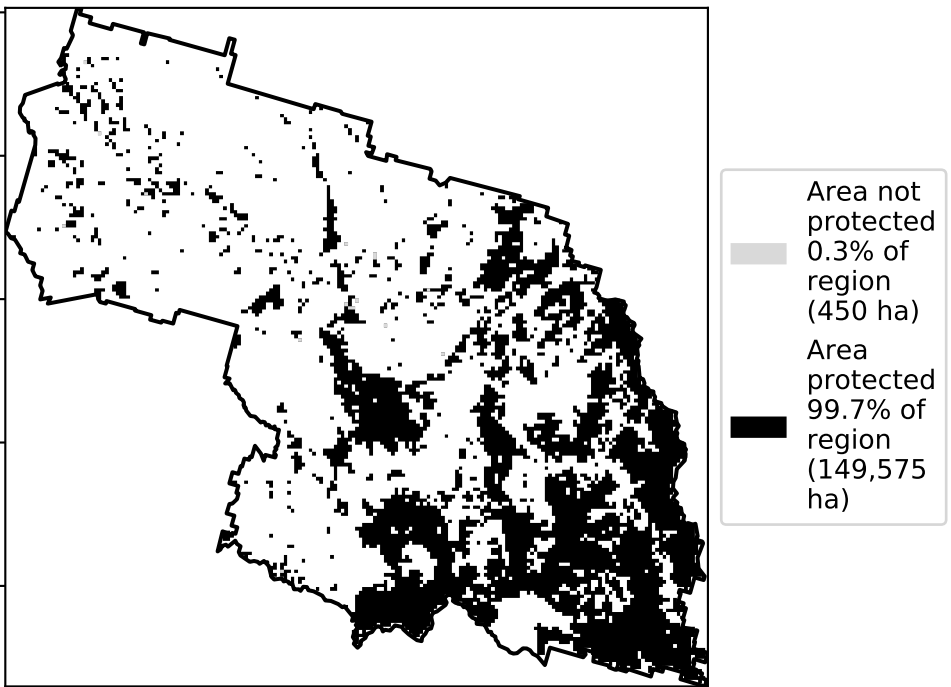 Area not
protected
0.3% of
region
(450 ha)
Area
protected
99.7% of
region
(149,575
ha)